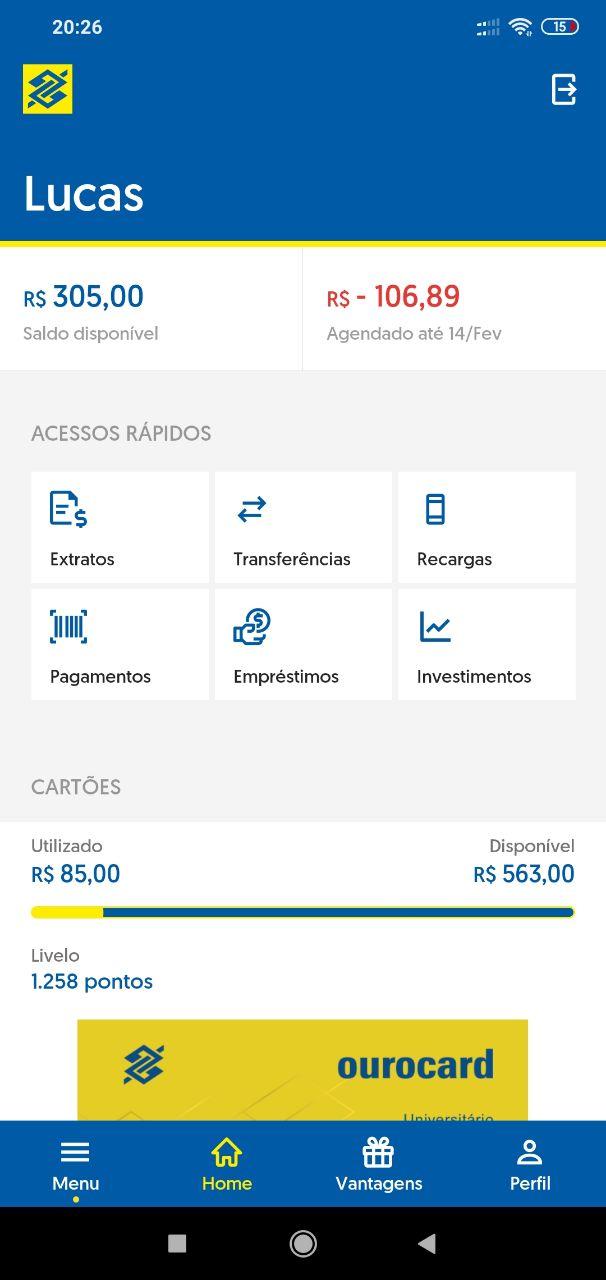 20:26
15
Lucas
R$ 305,00
R$ - 106,89
Saldo disponível
Agendado até 14/Fev
ACESSOS RÁPIDOS
Extratos
Transferências
Recargas
Pagamentos
Empréstimos
Investimentos
CARTÕES
Utilizado
Disponível
R$ 85,00
R$ 563,00
Livelo
1.258 pontos
ourocard
Universitário
Menu
Home
Vantagens
Perfil